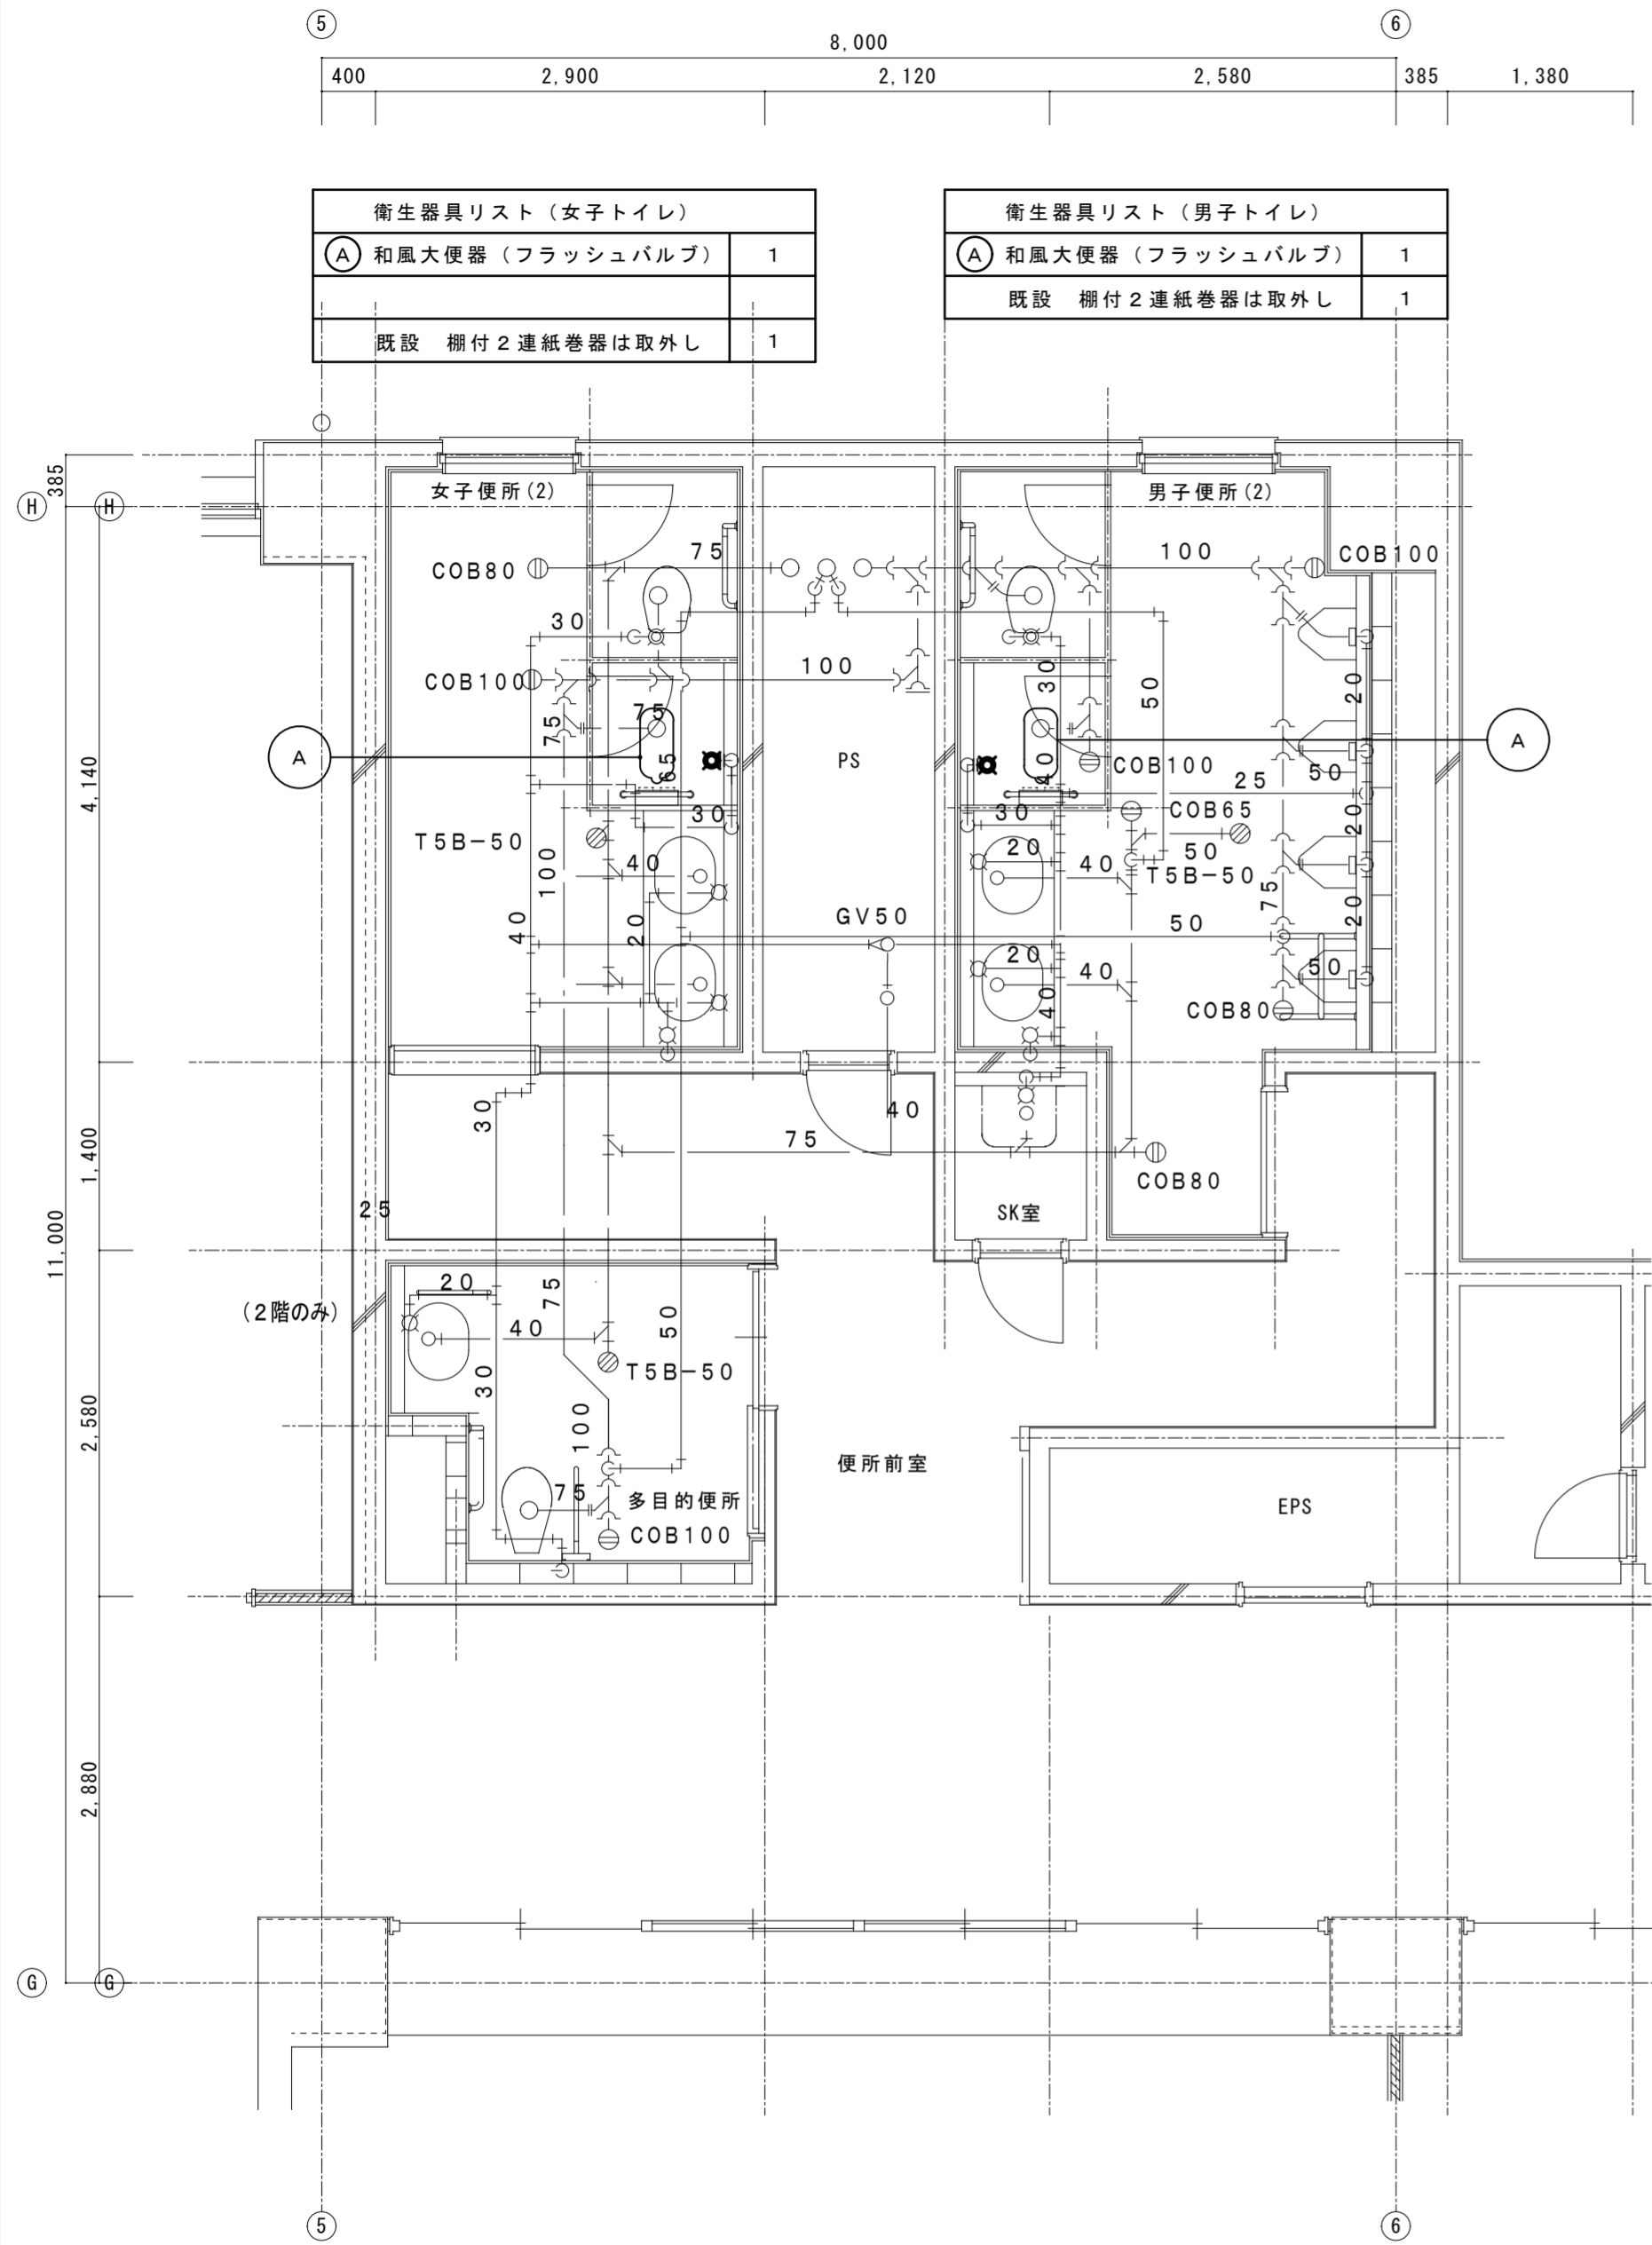 5
6
8,000
400
2,900
2,120
2,580
385
1,380
衛生器具リスト（女子トイレ）
A 和風大便器（フラッシュバルブ） 1
既設　棚付２連紙巻器は取外し 1
衛生器具リスト（男子トイレ）
A 和風大便器（フラッシュバルブ） 1
既設　棚付２連紙巻器は取外し 1
385
H
H
女子便所(2)
男子便所(2)
75
100
COB100
COB80
30
100
COB100
30
50
20
75
75
A
A
4,140
PS
65
40
COB100
50
25
30
30
COB65
20
T5B-50
100
40
20
40
50
T5B-50
75
GV50
40
20
50
20
20
40
50
40
COB80
30
40
75
1,400
COB80
25
SK室
11,000
20
75
(２階のみ)
40
50
T5B-50
30
2,580
100
便所前室
75
多目的便所
COB100
EPS
2,880
G
G
5
6